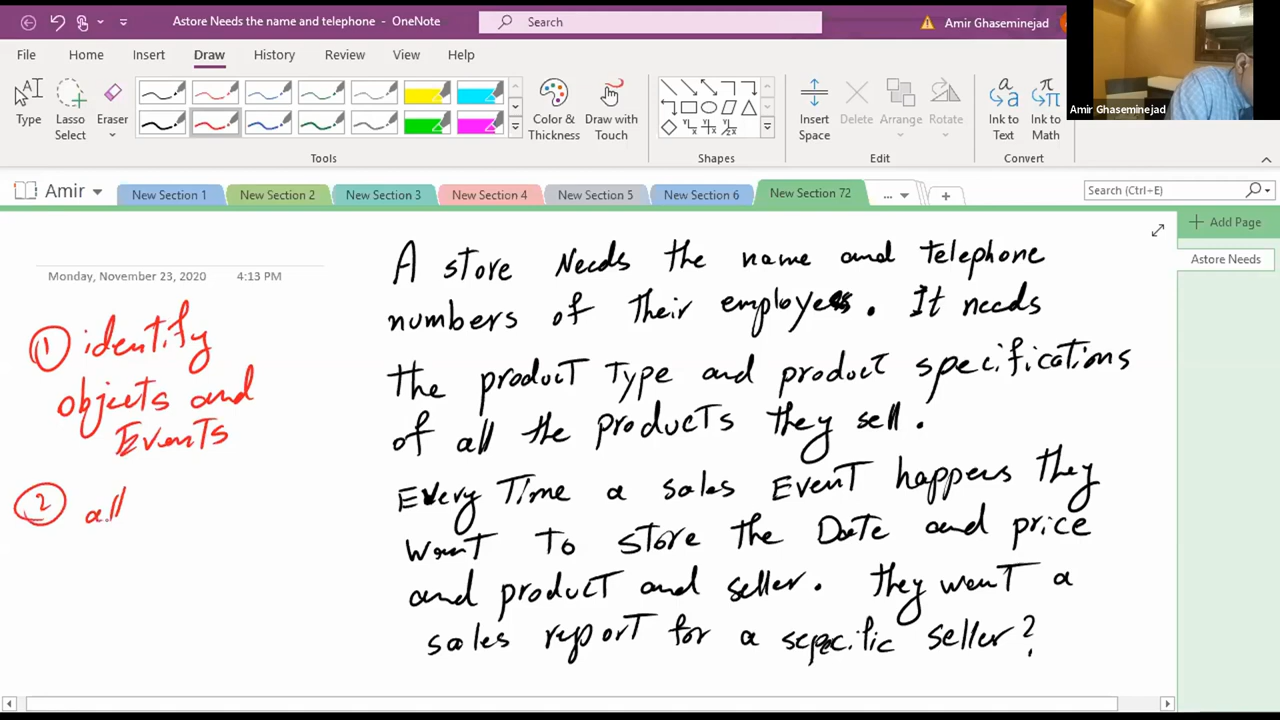 Astore Needs the name and telephone - OneNote
Search
Amir Ghaseminejad
File Home Insert Draw History Review View Help
Type
Lasso Select
Eraser
Color & Thickness
Draw with Touch
Insert Space
Delete
Arrange
Rotate
Ink to Text
Ink to Math
Tools
Shapes
Edit
Convert
Amir Ghaseminejad
Amir
New Section 1
New Section 2
New Section 3
New Section 4
New Section 5
New Section 6
New Section 72
...
Search (Ctrl+E)
Add Page
Astore Needs
Monday, November 23, 2020 4:13 PM
① identify
objects and
Events
② all
A store Needs the name and telephone
numbers of their employees. It needs
the product Type and product specifications
of all the products they sell.
Every Time a sales Event happens they
want to store the Date and price
and product and seller. they want a
sales report for a sepecific seller?